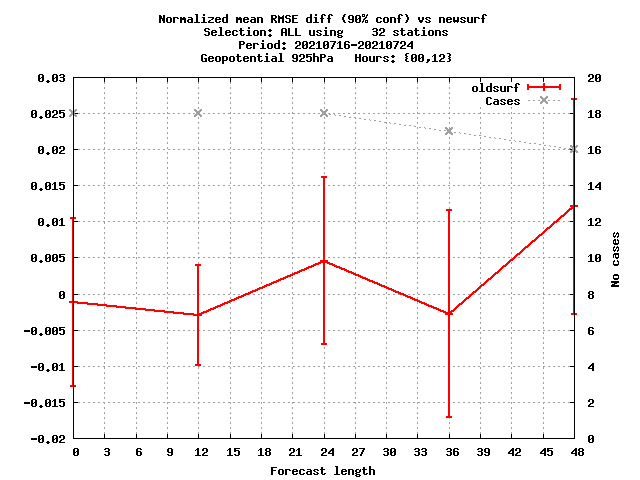 Normalized mean RMSE diff (90% conf) vs newsurf
Selection: ALL using    32 stations
Period: 20210716-20210724
Geopotential 925hPa   Hours: {00,12}
0.03
0.025
0.02
0.015
0.01
0.005
0
-0.005
-0.01
-0.015
-0.02
oldsurf
Cases
20
18
16
14
12
10
8
6
4
2
0
No cases
0 3 6 9 12 15 18 21 24 27 30 33 36 39 42 45 48
Forecast length